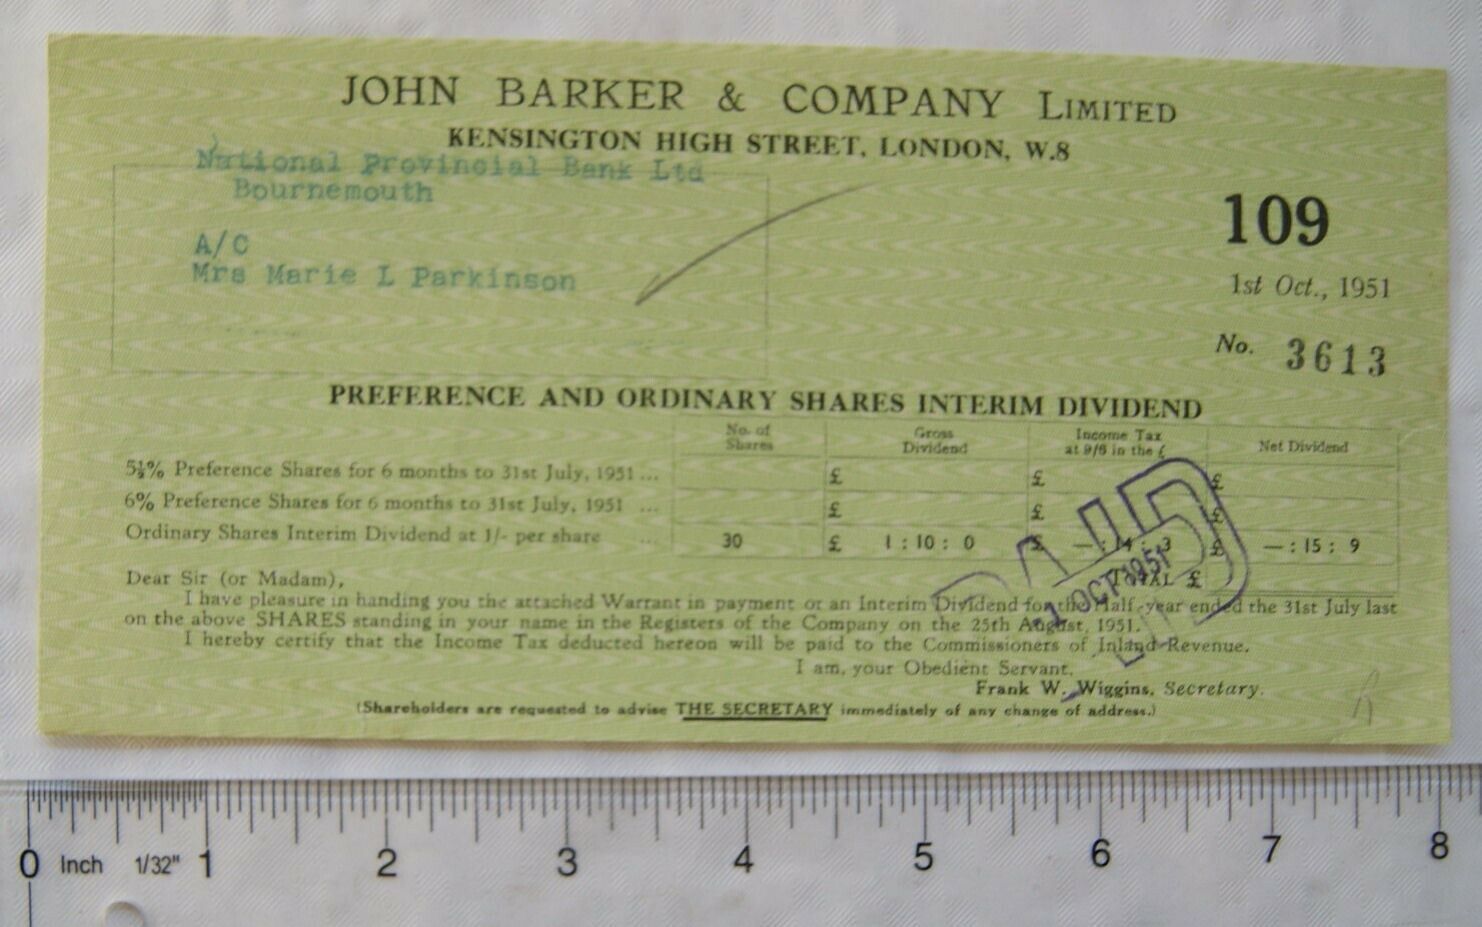 JOHN BARKER & COMPANY LIMITED
KENSINGTON HIGH STREET, LONDON, W.8
National Provincial Bank Ltd
Bournemouth
A/C
Mrs Marie L Parkinson
109
1st Oct., 1951
No. 3613
PREFERENCE AND ORDINARY SHARES INTERIM DIVIDEND
No. of Shares Gross Dividend Income Tax at 9/6 in the £ Net Dividend
5½% Preference Shares for 6 months to 31st July, 1951 ... £ £ £
6% Preference Shares for 6 months to 31st July, 1951 ... £ £ £
Ordinary Shares Interim Dividend at 1/- per share ... 30 £ 1 : 10 : 0 £ — : 14 : 3 £ — : 15 : 9
TOTAL £
PAID
OCT 1951
Dear Sir (or Madam),
I have pleasure in handing you the attached Warrant in payment of an Interim Dividend for the Half-year ended the 31st July last
on the above SHARES standing in your name in the Registers of the Company on the 25th August, 1951.
I hereby certify that the Income Tax deducted hereon will be paid to the Commissioners of Inland Revenue.
I am, your Obedient Servant,
Frank W. Wiggins, Secretary.
(Shareholders are requested to advise THE SECRETARY immediately of any change of address.)
0 Inch 1/32" 1 2 3 4 5 6 7 8